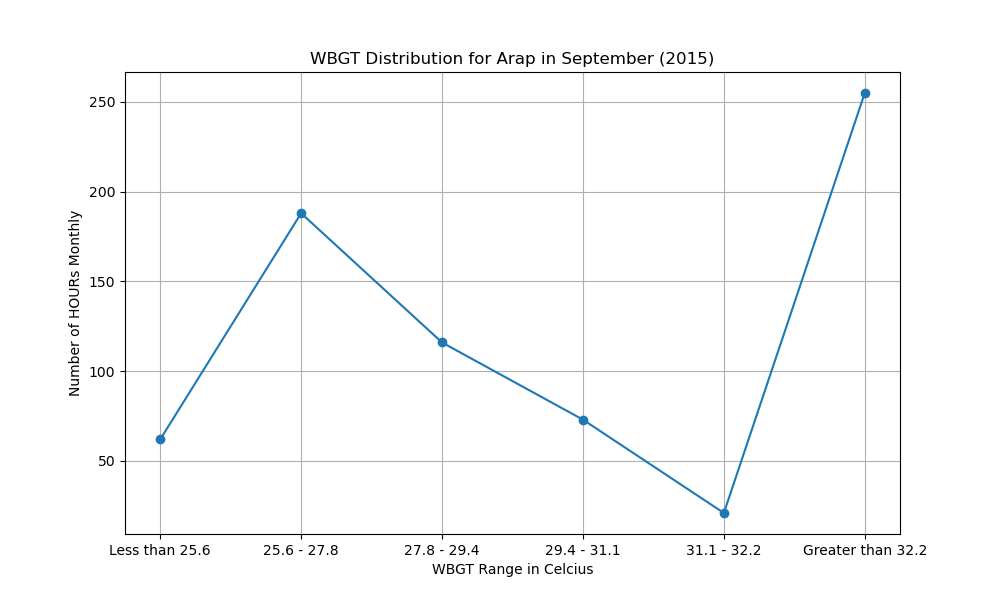 WBGT Distribution for Arap in September (2015)
Number of HOURs Monthly
250
200
150
100
50
Less than 25.6
25.6 - 27.8
27.8 - 29.4
29.4 - 31.1
31.1 - 32.2
Greater than 32.2
WBGT Range in Celcius